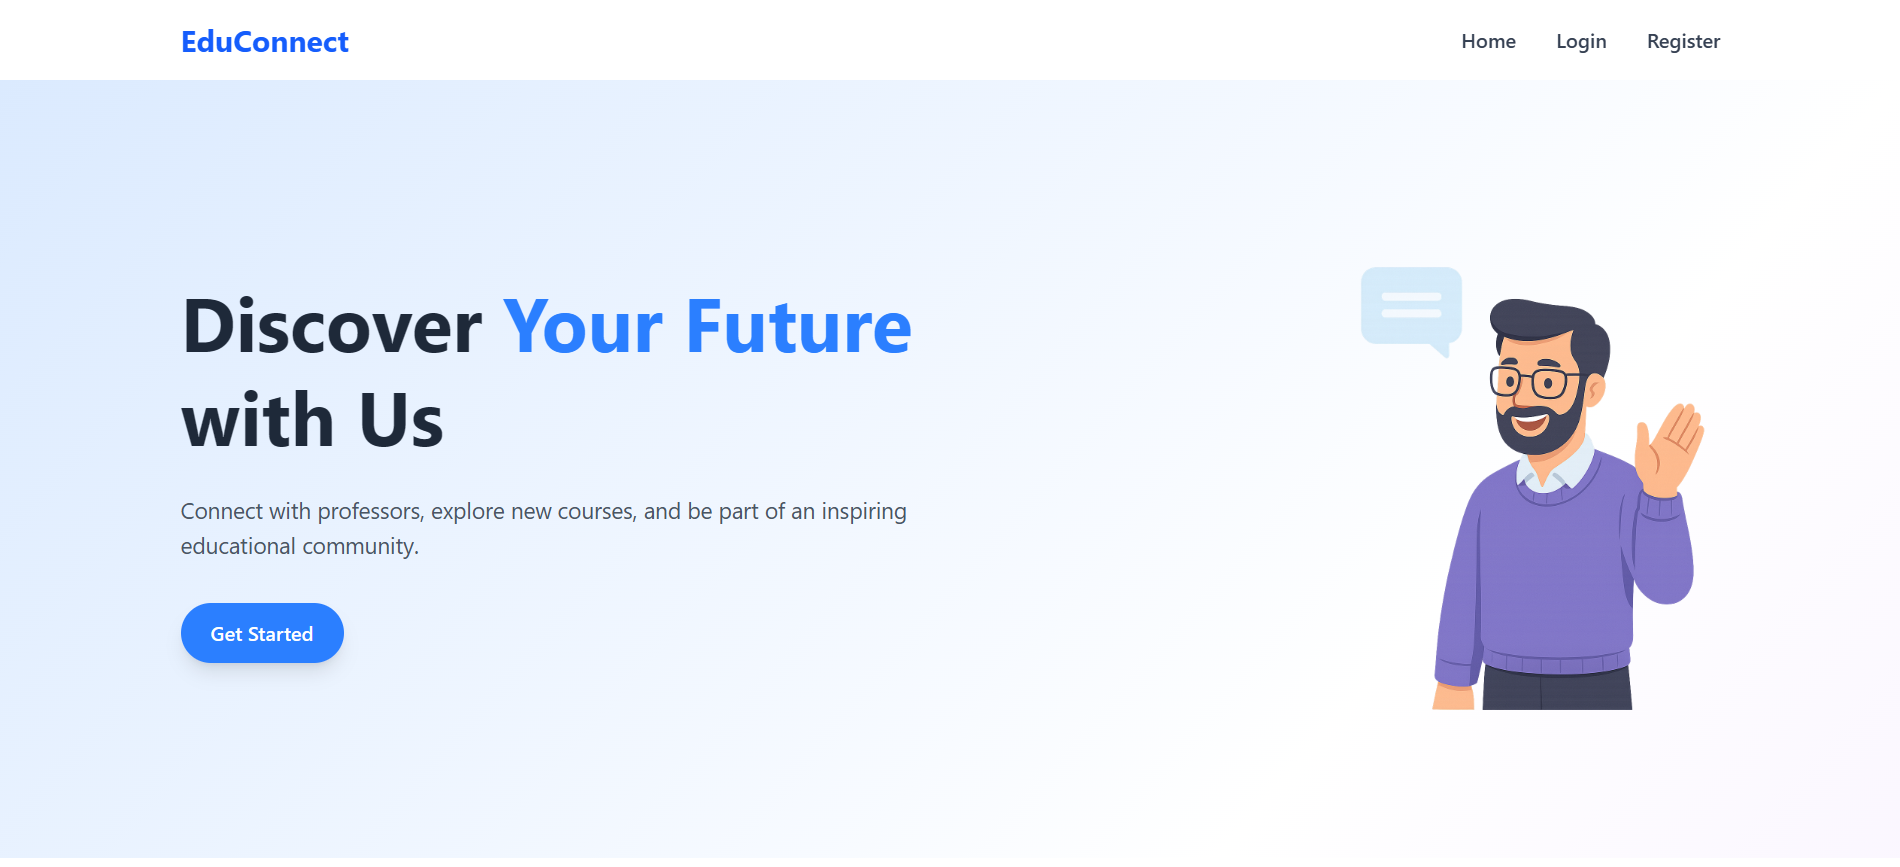 EduConnect
Home
Login
Register
Discover Your Future
with Us
Connect with professors, explore new courses, and be part of an inspiring
educational community.
Get Started